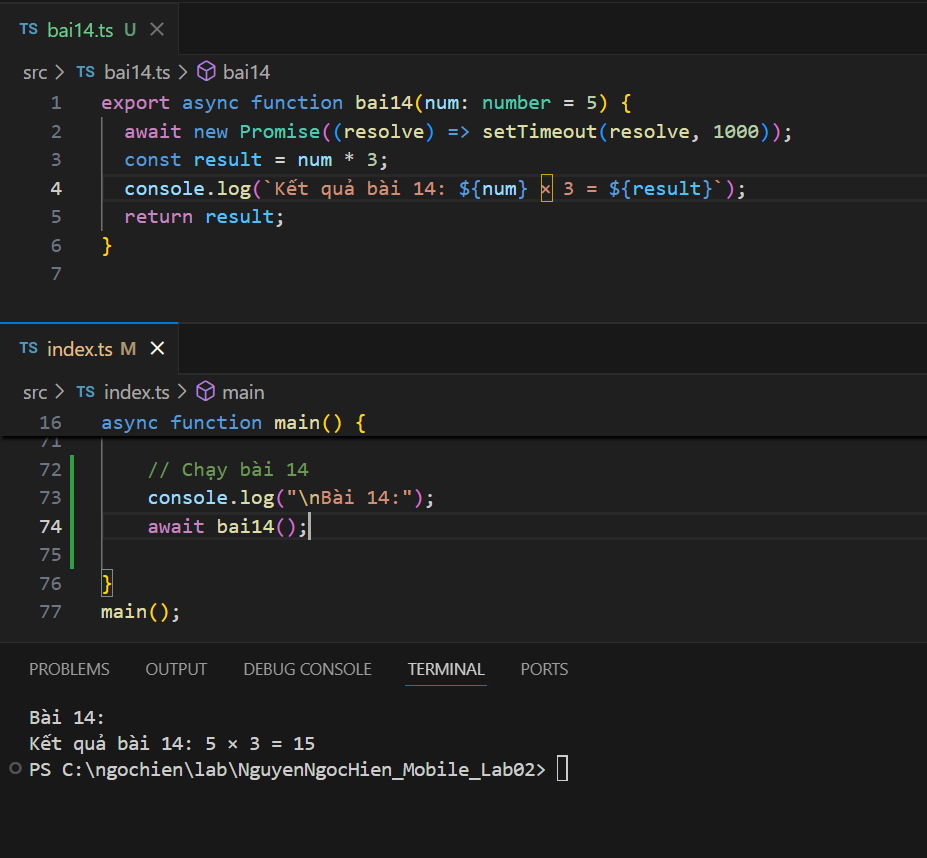 TS bai14.ts U ×
src > TS bai14.ts > bai14
1 export async function bai14(num: number = 5) {
2 await new Promise((resolve) => setTimeout(resolve, 1000));
3 const result = num * 3;
4 console.log(`Kết quả bài 14: ${num} × 3 = ${result}`);
5 return result;
6 }
7
TS index.ts M ×
src > TS index.ts > main
16 async function main() {
71
72 // Chạy bài 14
73 console.log("\nBài 14:");
74 await bai14();
75
76 }
77 main();
PROBLEMS OUTPUT DEBUG CONSOLE TERMINAL PORTS
Bài 14:
Kết quả bài 14: 5 × 3 = 15
PS C:\ngochien\lab\NguyenNgocHien_Mobile_Lab02>